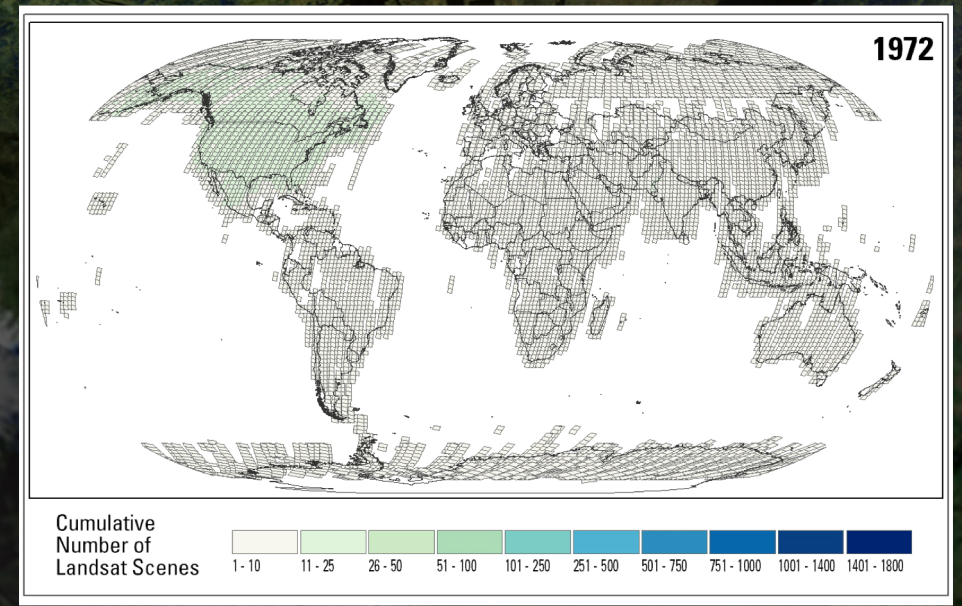 1972
Cumulative
Number of
Landsat Scenes
1 - 10
11 - 25
26 - 50
51 - 100
101 - 250
251 - 500
501 - 750
751 - 1000
1001 - 1400
1401 - 1800